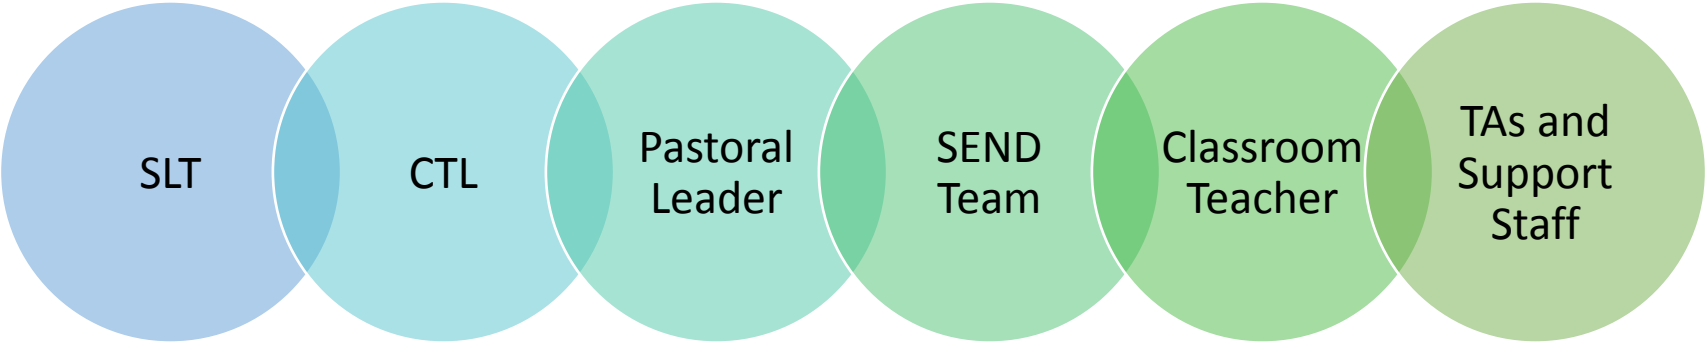 SLT
CTL
Pastoral
Leader
SEND
Team
Classroom
Teacher
TAs and
Support
Staff